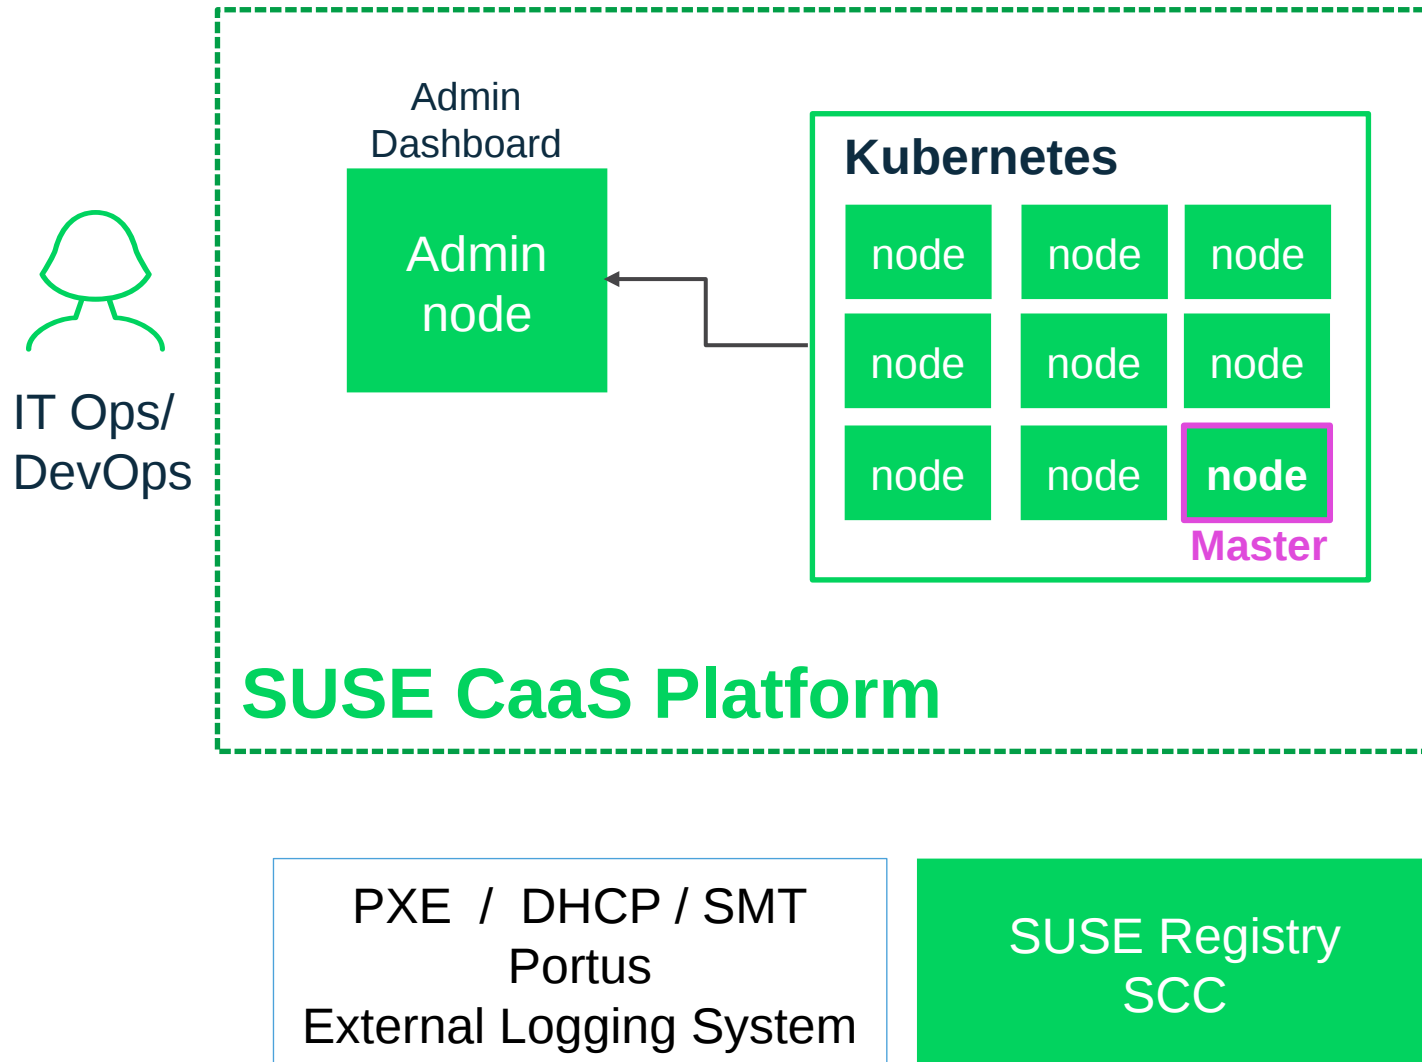 Admin
Dashboard
Admin
node
IT Ops/
DevOps
Kubernetes
node node node
node node node
node node node
Master
SUSE CaaS Platform
PXE / DHCP / SMT
Portus
External Logging System
SUSE Registry
SCC